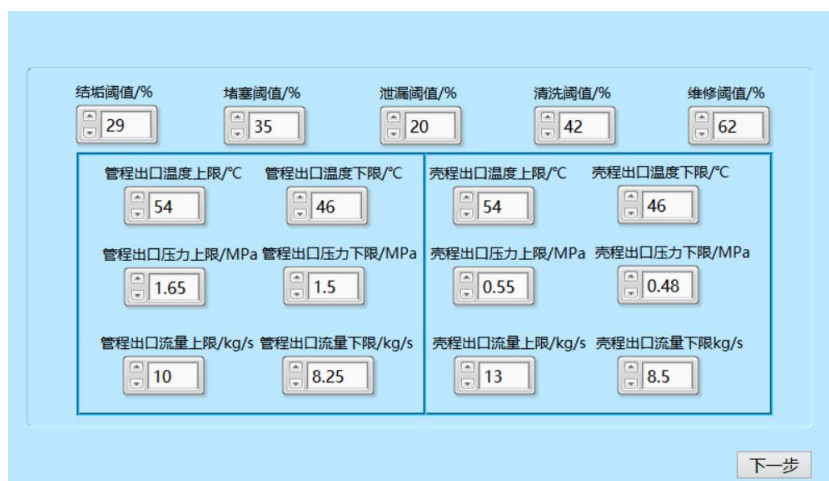 结垢阈值/% 堵塞阈值/% 泄漏阈值/% 清洗阈值/% 维修阈值/%
29 35 20 42 62
管程出口温度上限/℃ 管程出口温度下限/℃ 壳程出口温度上限/℃ 壳程出口温度下限/℃
54 46 54 46
管程出口压力上限/MPa 管程出口压力下限/MPa 壳程出口压力上限/MPa 壳程出口压力下限/MPa
1.65 1.5 0.55 0.48
管程出口流量上限/kg/s 管程出口流量下限/kg/s 壳程出口流量上限/kg/s 壳程出口流量下限kg/s
10 8.25 13 8.5
下一步